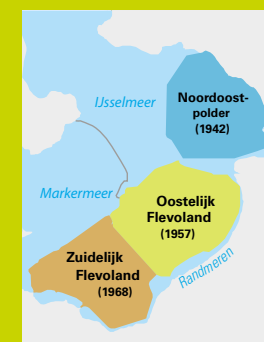 IJsselmeer
Noordoost-
polder
(1942)
Markermeer
Oostelijk
Flevoland
(1957)
Zuidelijk
Flevoland
(1968)
Randmeren